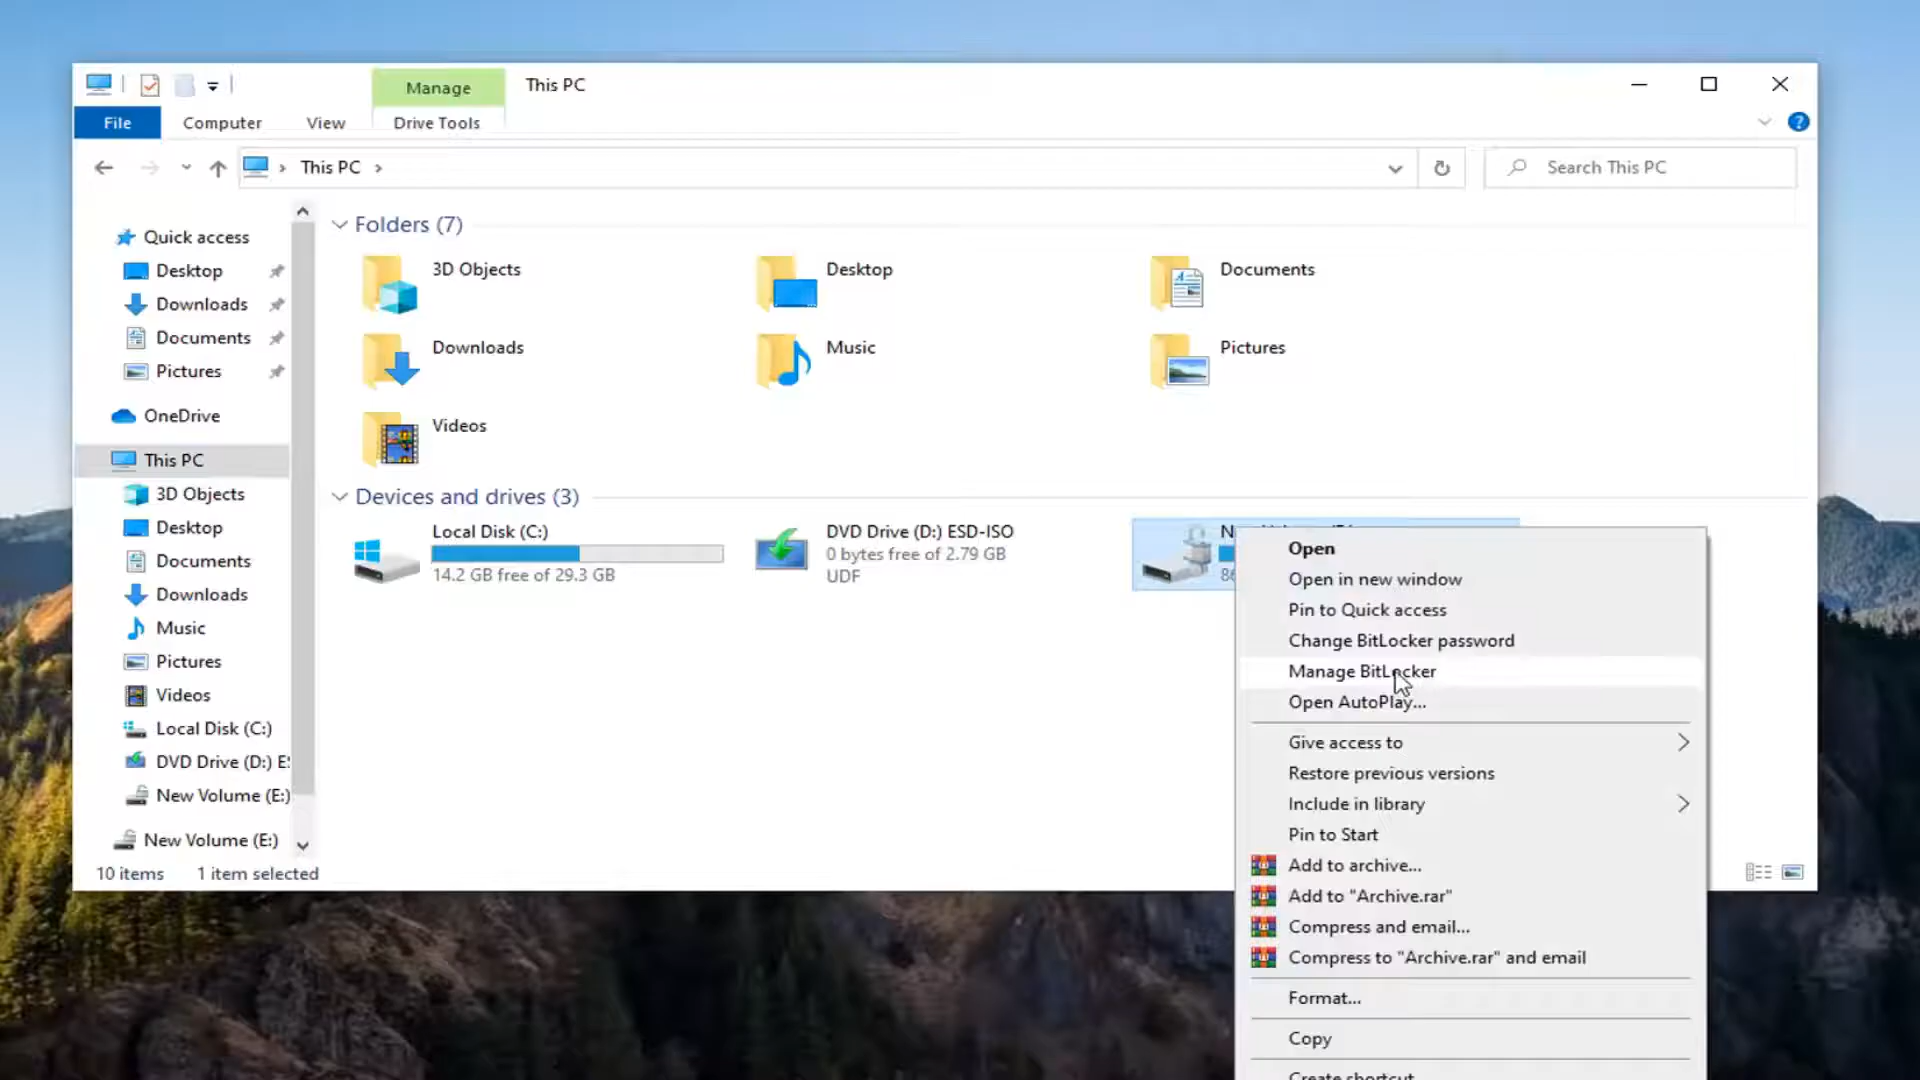 Manage
This PC
File
Computer
View
Drive Tools
This PC
Search This PC
Quick access
Desktop
Downloads
Documents
Pictures
OneDrive
This PC
3D Objects
Desktop
Documents
Downloads
Music
Pictures
Videos
Local Disk (C:)
DVD Drive (D:) E
New Volume (E:)
New Volume (E:)
Folders (7)
3D Objects
Desktop
Documents
Downloads
Music
Pictures
Videos
Devices and drives (3)
Local Disk (C:)
14.2 GB free of 29.3 GB
DVD Drive (D:) ESD-ISO
0 bytes free of 2.79 GB
UDF
Open
Open in new window
Pin to Quick access
Change BitLocker password
Manage BitLocker
Open AutoPlay...
Give access to
Restore previous versions
Include in library
Pin to Start
Add to archive...
Add to "Archive.rar"
Compress and email...
Compress to "Archive.rar" and email
Format...
Copy
Create shortcut
10 items
1 item selected